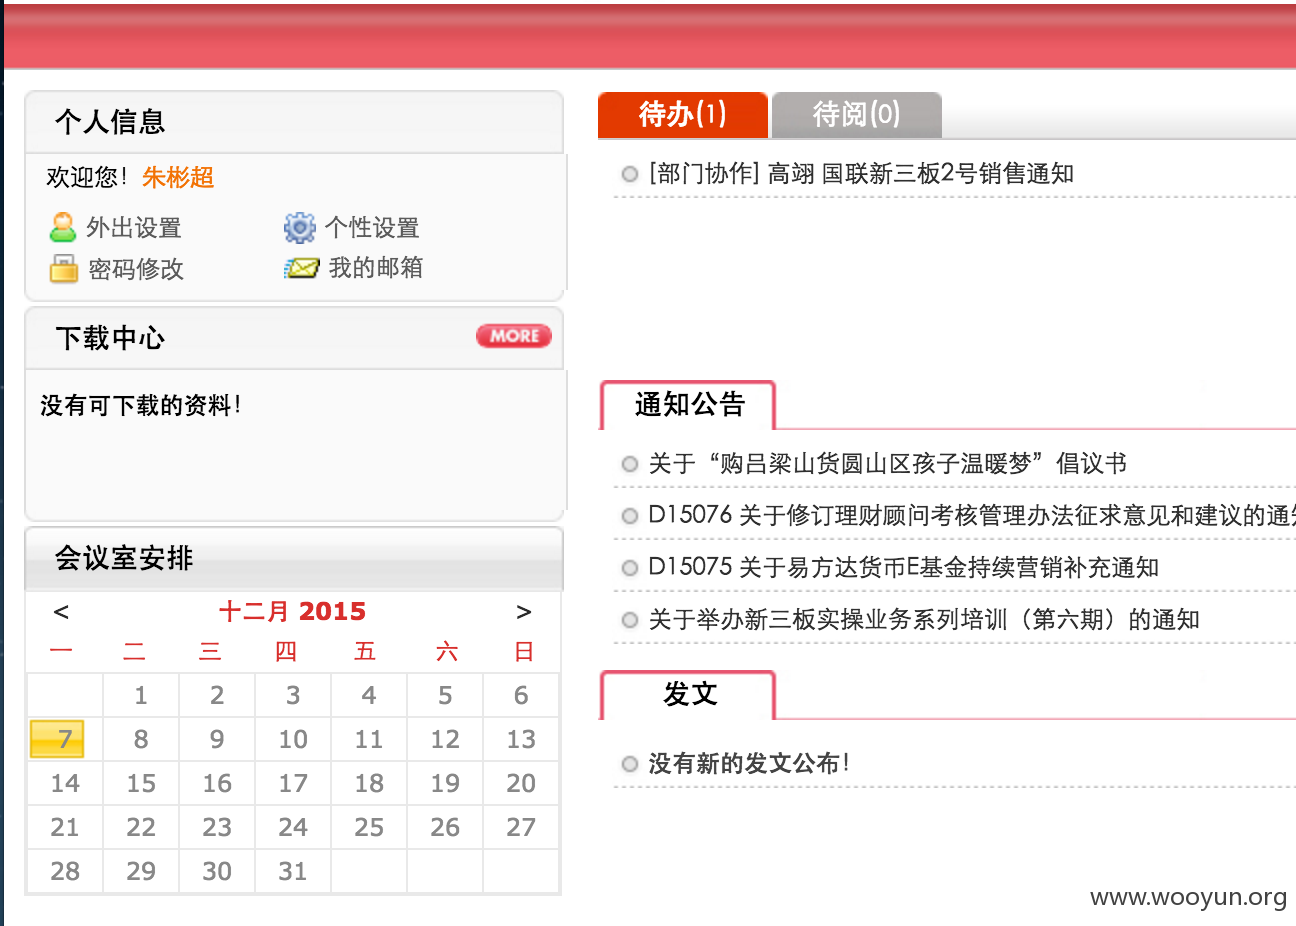 个人信息
欢迎您！朱彬超
外出设置 个性设置
密码修改 我的邮箱
下载中心 MORE
没有可下载的资料！
会议室安排
< 十二月 2015 >
一 二 三 四 五 六 日
1 2 3 4 5 6
7 8 9 10 11 12 13
14 15 16 17 18 19 20
21 22 23 24 25 26 27
28 29 30 31
待办(1) 待阅(0)
[部门协作] 高翊 国联新三板2号销售通知
通知公告
关于“购吕梁山货圆山区孩子温暖梦”倡议书
D15076 关于修订理财顾问考核管理办法征求意见和建议的通知
D15075 关于易方达货币E基金持续营销补充通知
关于举办新三板实操业务系列培训（第六期）的通知
发文
没有新的发文公布！
www.wooyun.org